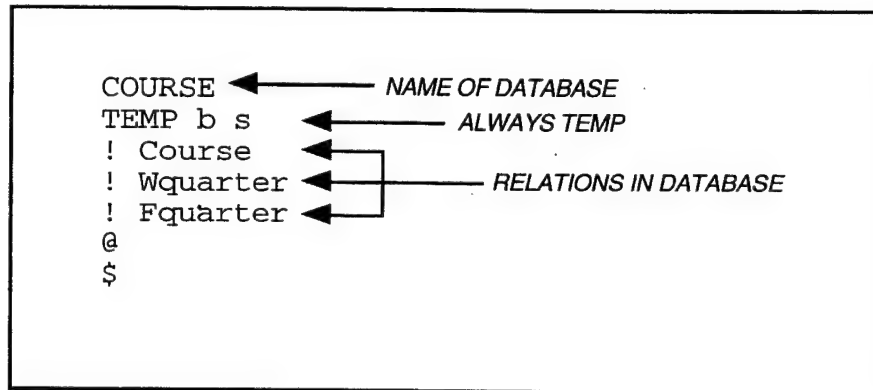 COURSE NAME OF DATABASE
TEMP b s ALWAYS TEMP
! Course
! Wquarter RELATIONS IN DATABASE
! Fquarter
@
$